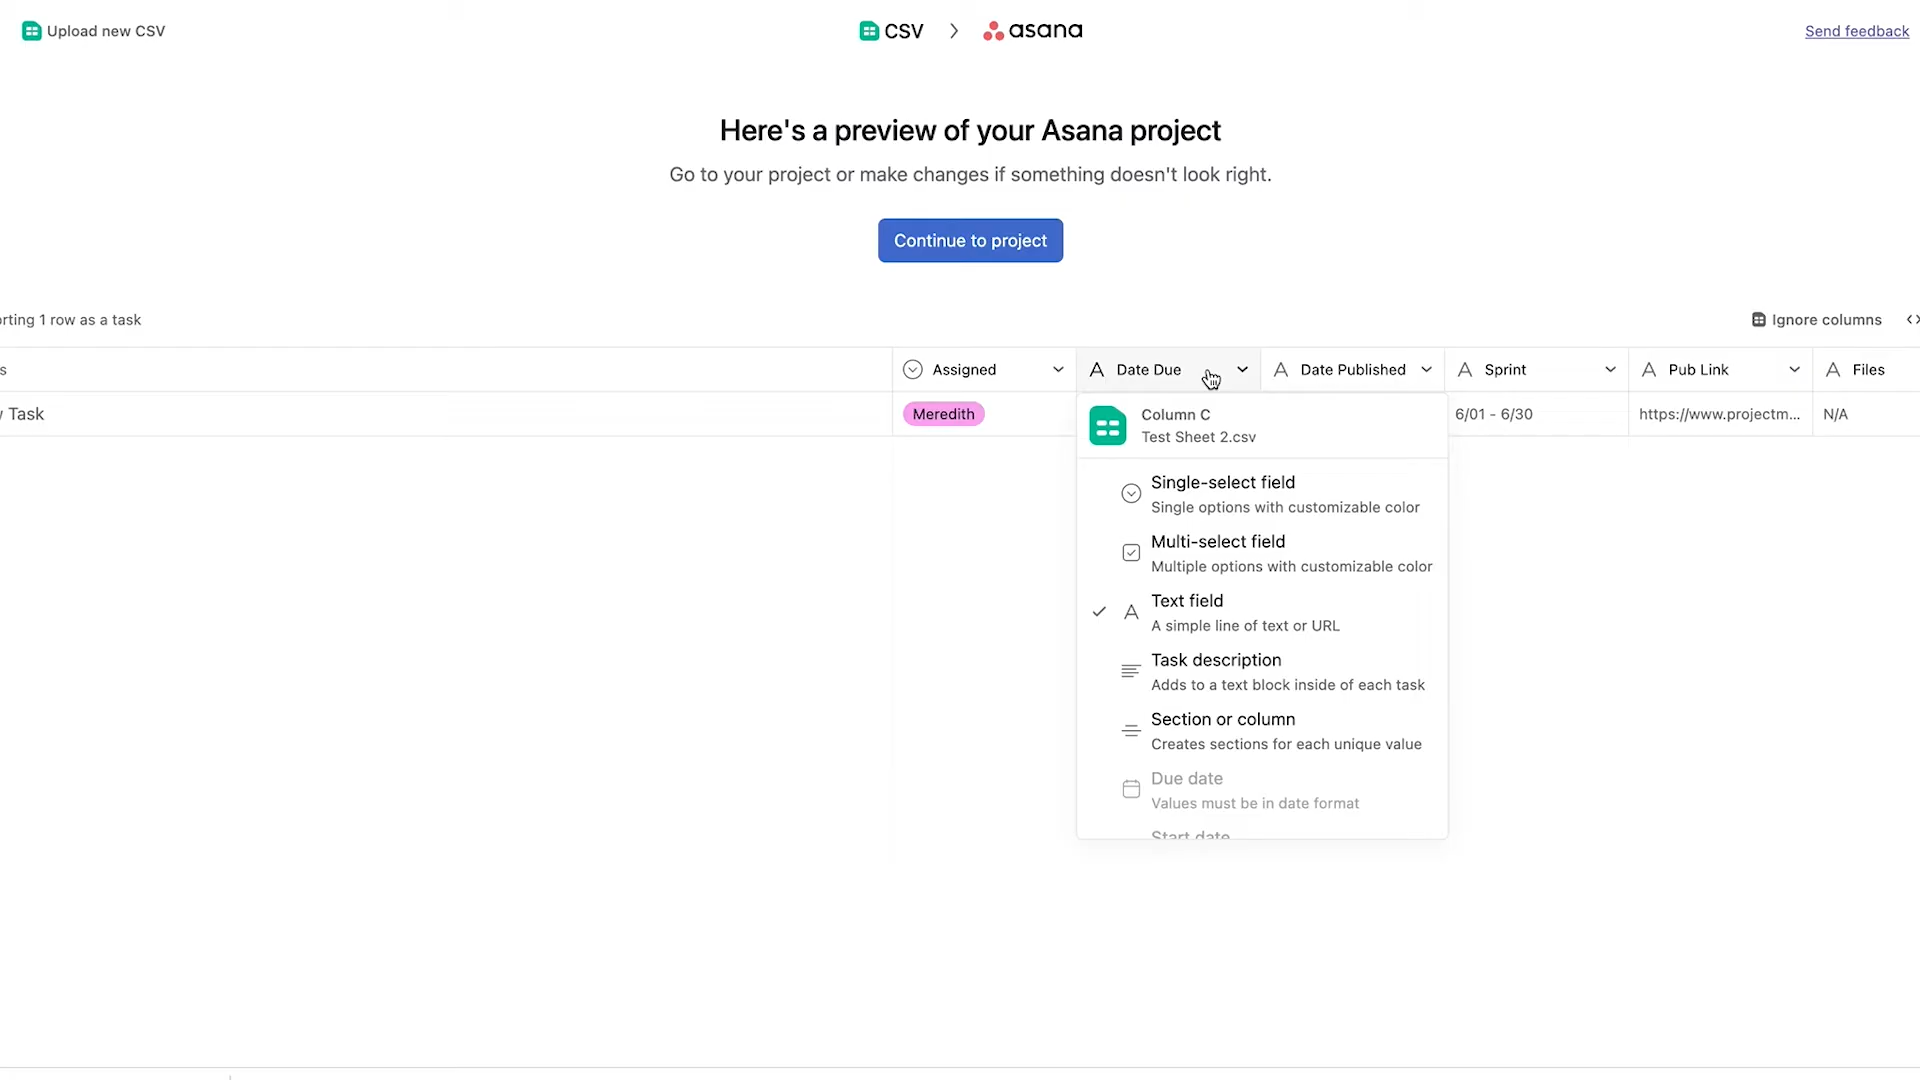 Upload new CSV
CSV
asana
Send feedback
Here's a preview of your Asana project
Go to your project or make changes if something doesn't look right.
Continue to project
orting 1 row as a task
Ignore columns
s
Assigned
Date Due
Date Published
Sprint
Pub Link
Files
Task
Meredith
6/01 - 6/30
https://www.projectm...
N/A
Column C
Test Sheet 2.csv
Single-select field
Single options with customizable color
Multi-select field
Multiple options with customizable color
Text field
A simple line of text or URL
Task description
Adds to a text block inside of each task
Section or column
Creates sections for each unique value
Due date
Values must be in date format
Start date